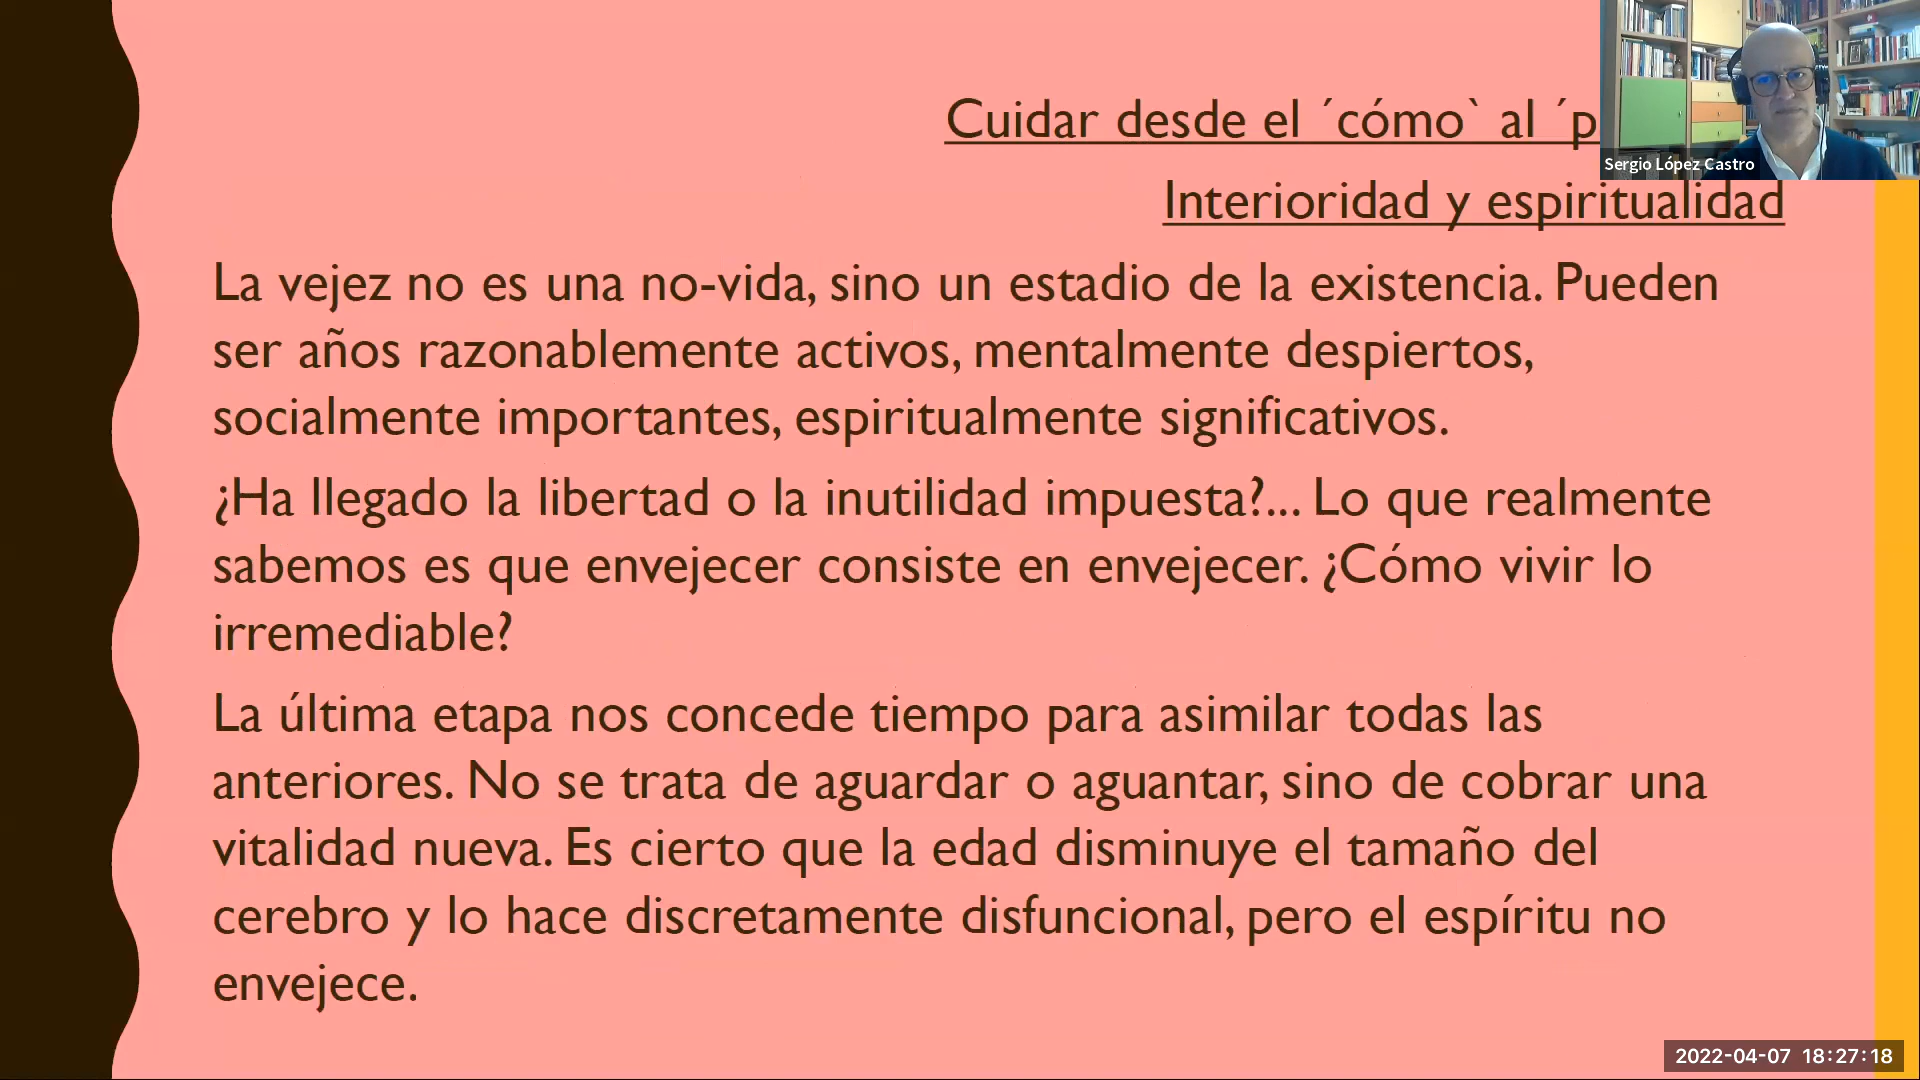 Cuidar desde el ´cómo` al ´p
Sergio López Castro
Interioridad y espiritualidad
La vejez no es una no-vida, sino un estadio de la existencia. Pueden
ser años razonablemente activos, mentalmente despiertos,
socialmente importantes, espiritualmente significativos.
¿Ha llegado la libertad o la inutilidad impuesta?... Lo que realmente
sabemos es que envejecer consiste en envejecer. ¿Cómo vivir lo
irremediable?
La última etapa nos concede tiempo para asimilar todas las
anteriores. No se trata de aguardar o aguantar, sino de cobrar una
vitalidad nueva. Es cierto que la edad disminuye el tamaño del
cerebro y lo hace discretamente disfuncional, pero el espíritu no
envejece.
2022-04-07 18:27:18